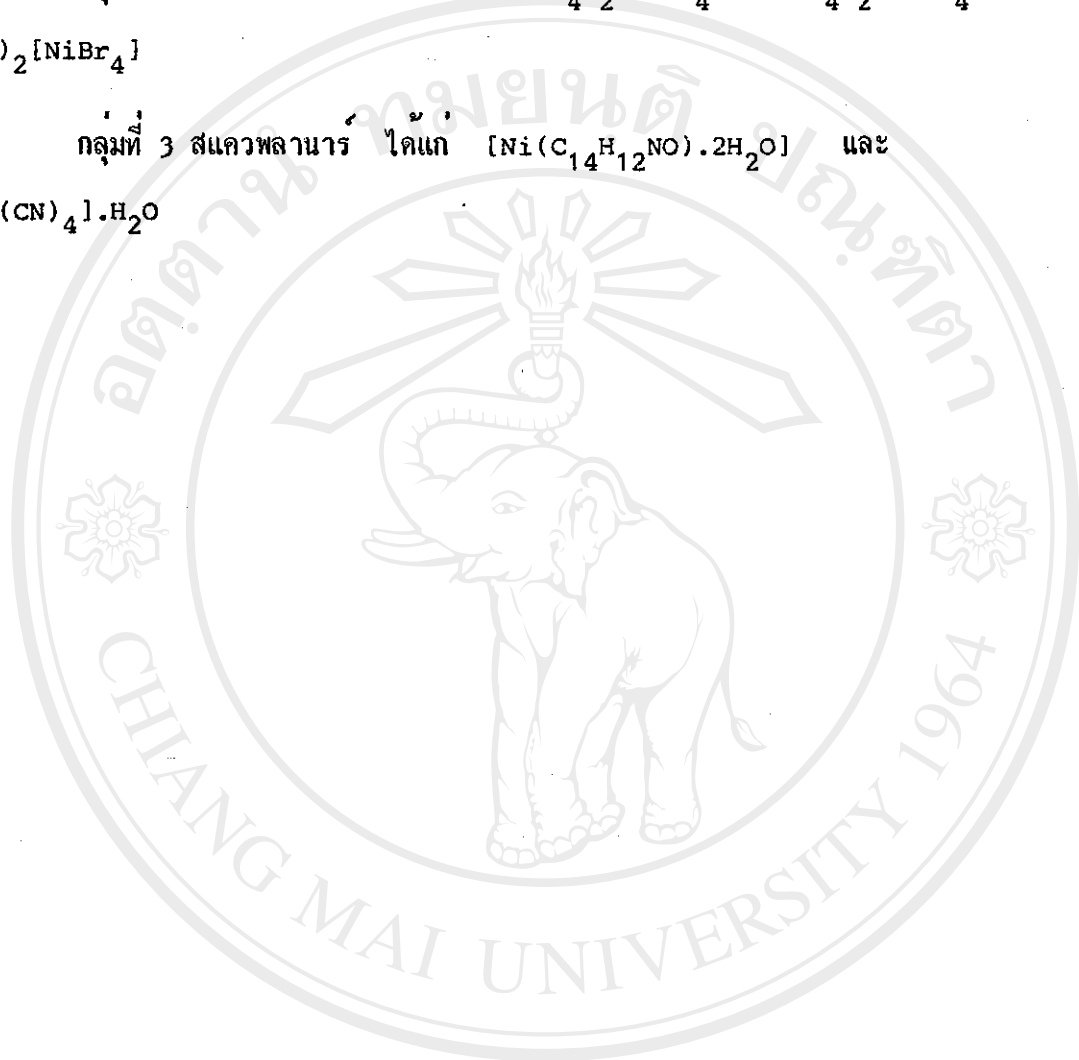 )₂[NiBr₄]
กลุ่มที่ 3 สแควพลานาร์ ได้แก่ [Ni(C₁₄H₁₂NO).2H₂O] และ
(CN)₄].H₂O
CHIANG MAI UNIVERSITY 1964